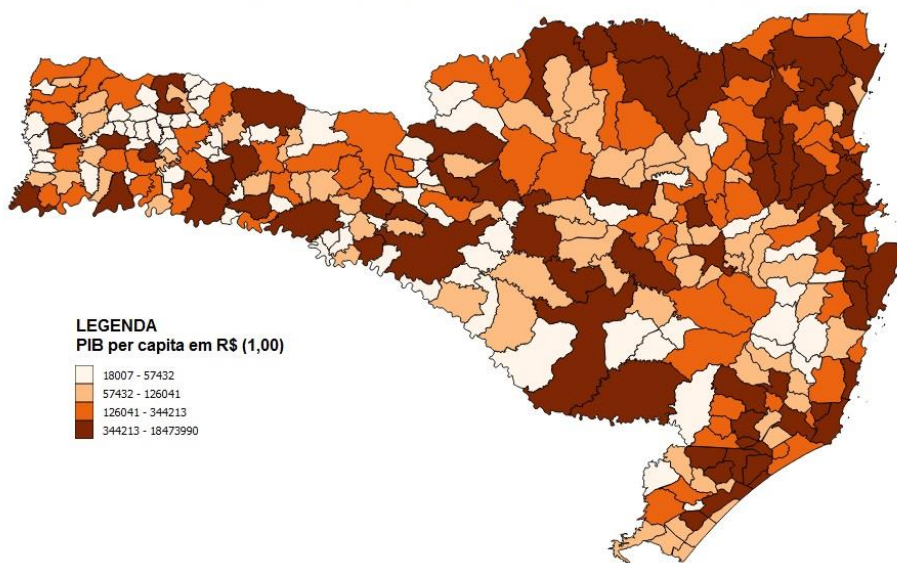 LEGENDA
PIB per capita em R$ (1,00)
18007 - 57432
57432 - 126041
126041 - 344213
344213 - 18473990